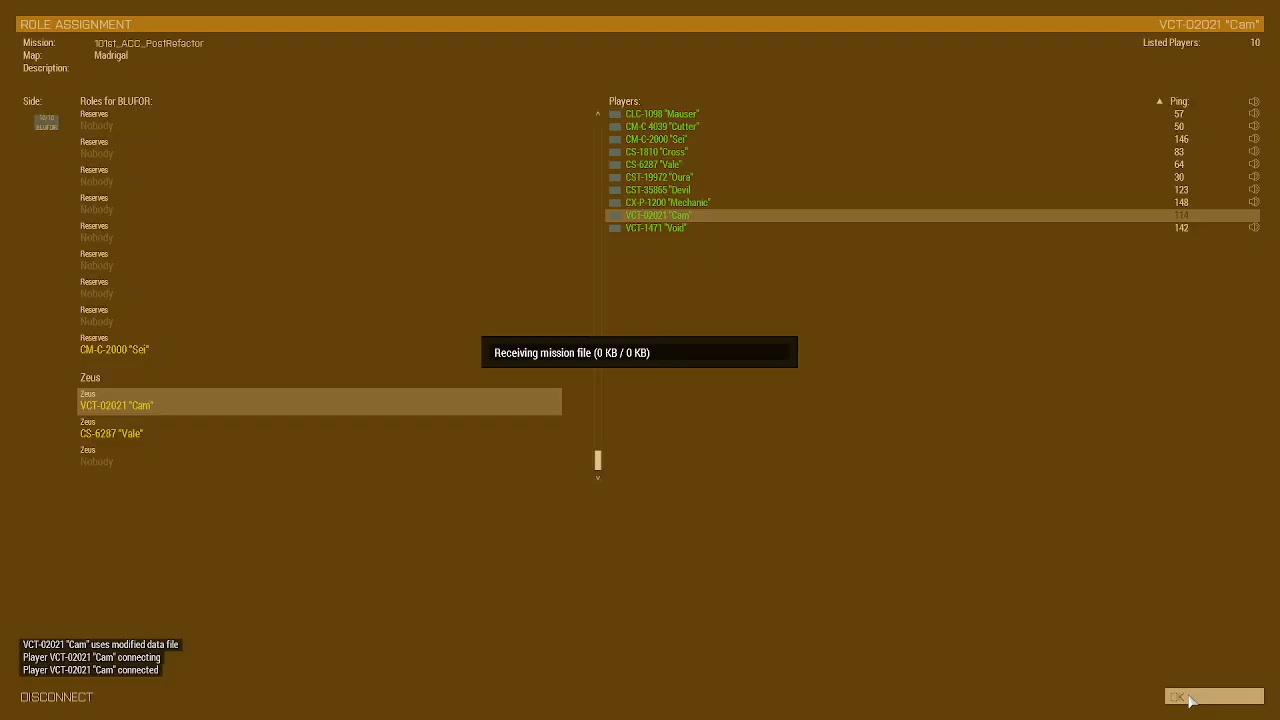 ROLE ASSIGNMENT
VCT-02021 "Cam"
Mission: 101st_ACC_PostRefactor
Listed Players: 10
Map: Madrigal
Description:
Side:
10/10
BLUFOR
Roles for BLUFOR:
Reserves
Nobody
Reserves
Nobody
Reserves
Nobody
Reserves
Nobody
Reserves
Nobody
Reserves
Nobody
Reserves
Nobody
Reserves
Nobody
Reserves
CM-C-2000 "Sei"
Zeus
Zeus
VCT-02021 "Cam"
Zeus
CS-6287 "Vale"
Zeus
Nobody
Players: Ping:
CLC-1098 "Mauser" 57
CM-C 4039 "Cutter" 50
CM-C-2000 "Sei" 146
CS-1810 "Cross" 83
CS-6287 "Vale" 64
CST-19972 "Oura" 30
CST-35865 "Devil 123
CX-P-1200 "Mechanic" 148
VCT-02021 "Cam" 114
VCT-1471 "Void" 142
Receiving mission file (0 KB / 0 KB)
VCT-02021 "Cam" uses modified data file
Player VCT-02021 "Cam" connecting
Player VCT-02021 "Cam" connected
DISCONNECT
OK